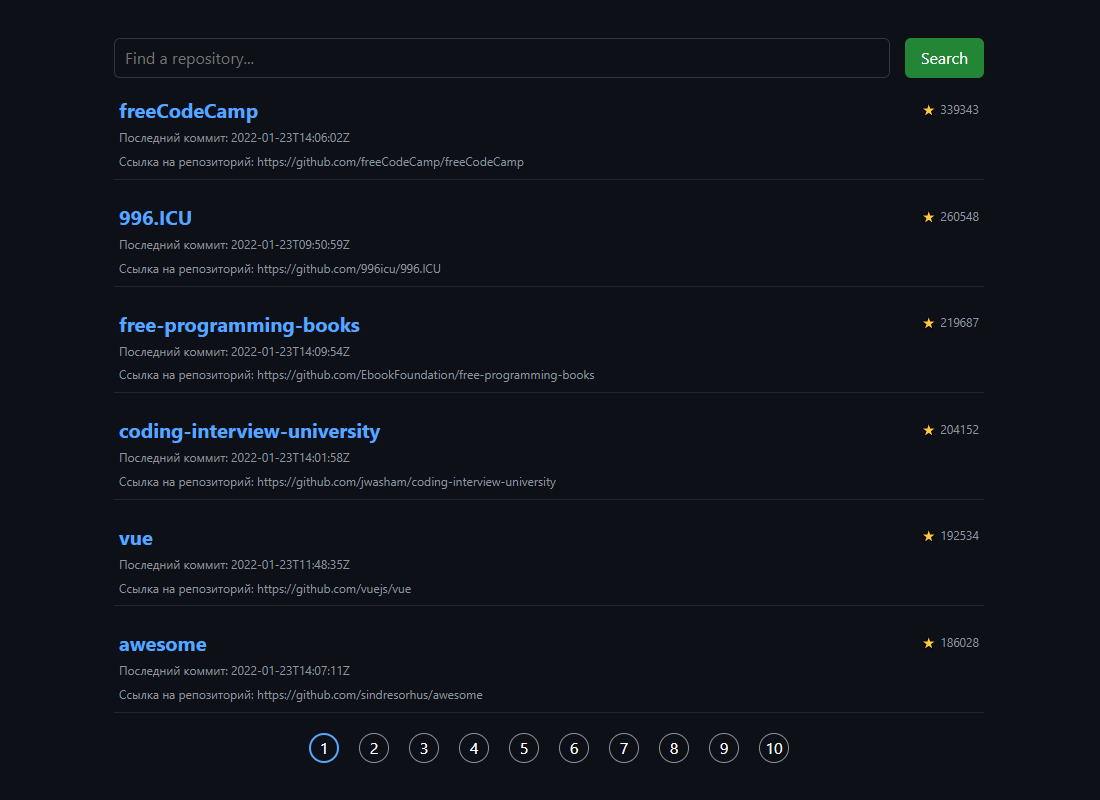 Find a repository...
Search
freeCodeCamp
★ 339343
Последний коммит: 2022-01-23T14:06:02Z
Ссылка на репозиторий: https://github.com/freeCodeCamp/freeCodeCamp
996.ICU
★ 260548
Последний коммит: 2022-01-23T09:50:59Z
Ссылка на репозиторий: https://github.com/996icu/996.ICU
free-programming-books
★ 219687
Последний коммит: 2022-01-23T14:09:54Z
Ссылка на репозиторий: https://github.com/EbookFoundation/free-programming-books
coding-interview-university
★ 204152
Последний коммит: 2022-01-23T14:01:58Z
Ссылка на репозиторий: https://github.com/jwasham/coding-interview-university
vue
★ 192534
Последний коммит: 2022-01-23T11:48:35Z
Ссылка на репозиторий: https://github.com/vuejs/vue
awesome
★ 186028
Последний коммит: 2022-01-23T14:07:11Z
Ссылка на репозиторий: https://github.com/sindresorhus/awesome
1 2 3 4 5 6 7 8 9 10